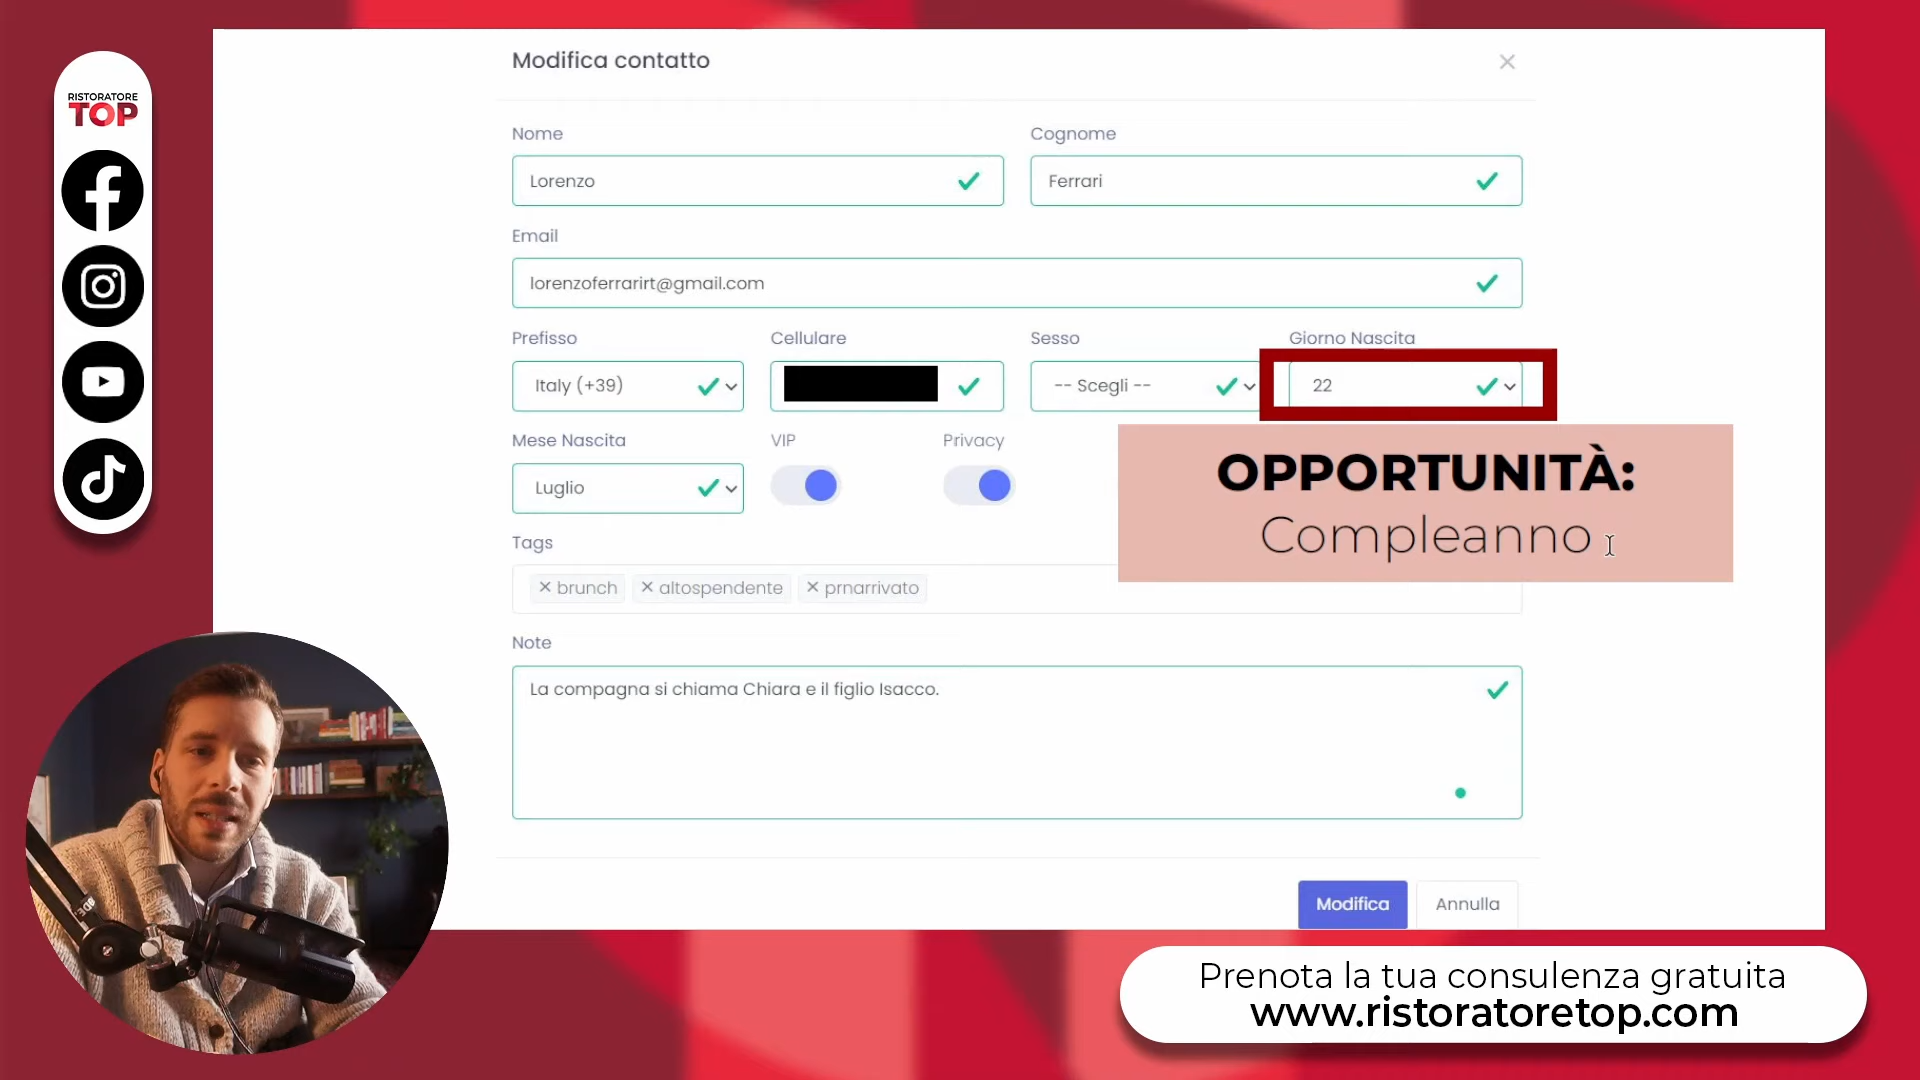 RISTORATORE
TOP
Modifica contatto
Nome
Cognome
Lorenzo
Ferrari
Email
lorenzoferrarirt@gmail.com
Prefisso
Cellulare
Sesso
Giorno Nascita
Italy (+39)
-- Scegli --
22
Mese Nascita
VIP
Privacy
Luglio
OPPORTUNITÀ:
Compleanno
Tags
× brunch
× altospendente
× prnarrivato
Note
La compagna si chiama Chiara e il figlio Isacco.
Modifica
Annulla
Prenota la tua consulenza gratuita
www.ristoratoretop.com